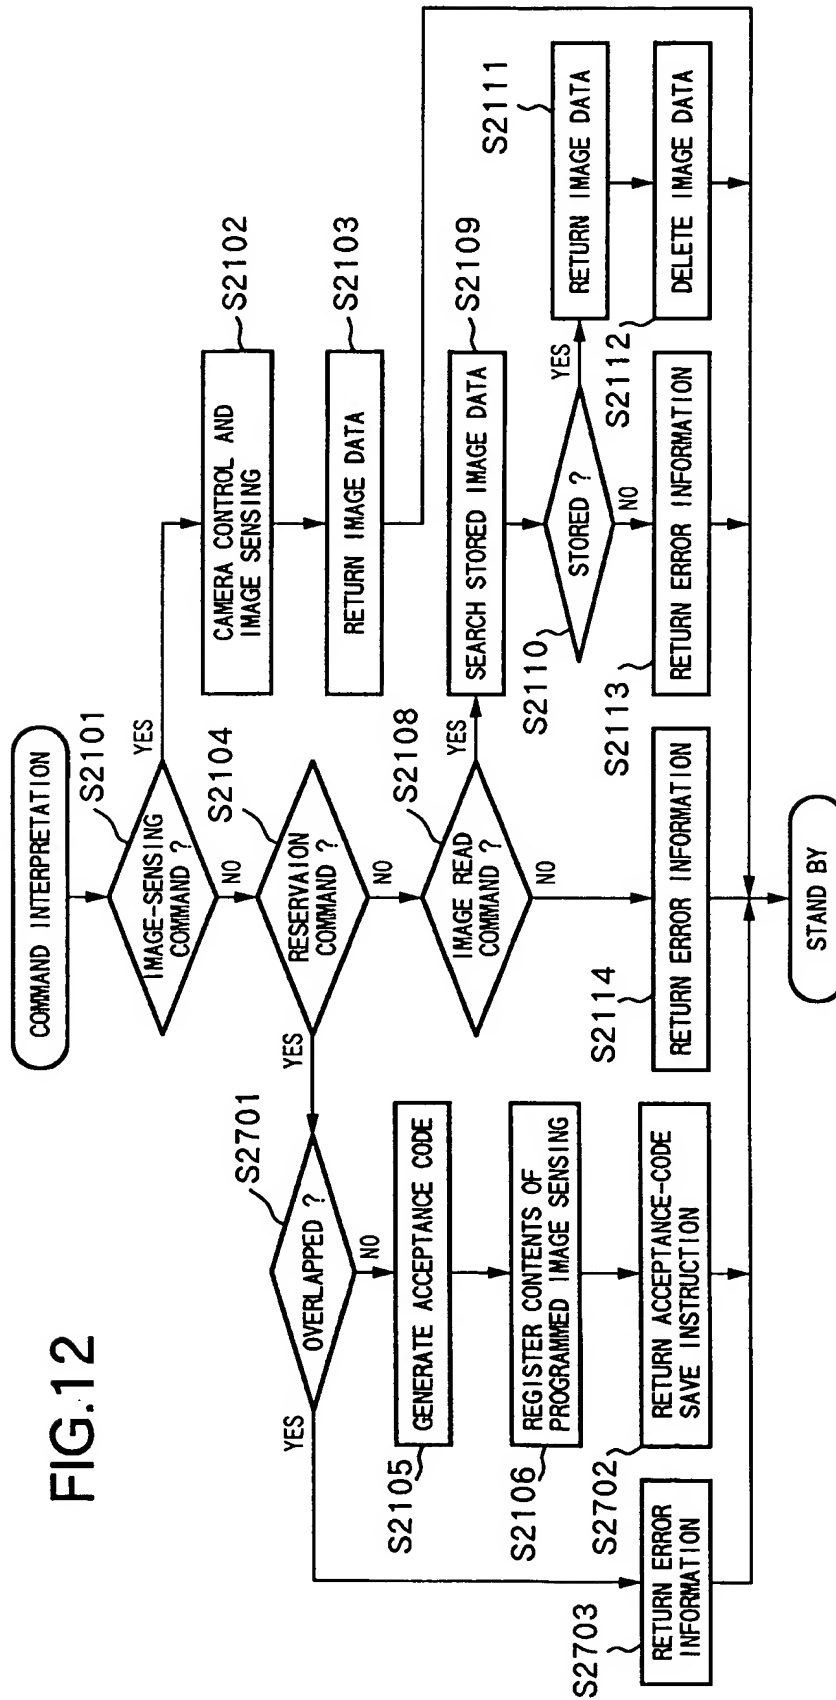 FIG.12
COMMAND INTERPRETATION
S2101
IMAGE-SENSING
COMMAND ?
YES
NO
S2102
CAMERA CONTROL AND
IMAGE SENSING
S2103
RETURN IMAGE DATA
S2104
RESERVAION
COMMAND ?
YES
NO
S2701
OVERLAPPED ?
YES
NO
S2105
GENERATE ACCEPTANCE CODE
S2106
REGISTER CONTENTS OF
PROGRAMMED IMAGE SENSING
S2702
RETURN ACCEPTANCE-CODE
SAVE INSTRUCTION
S2703
RETURN ERROR
INFORMATION
S2108
IMAGE READ
COMMAND ?
YES
NO
S2109
SEARCH STORED IMAGE DATA
S2110
STORED ?
YES
NO
S2111
RETURN IMAGE DATA
S2112
DELETE IMAGE DATA
S2113
RETURN ERROR INFORMATION
S2114
RETURN ERROR INFORMATION
STAND BY